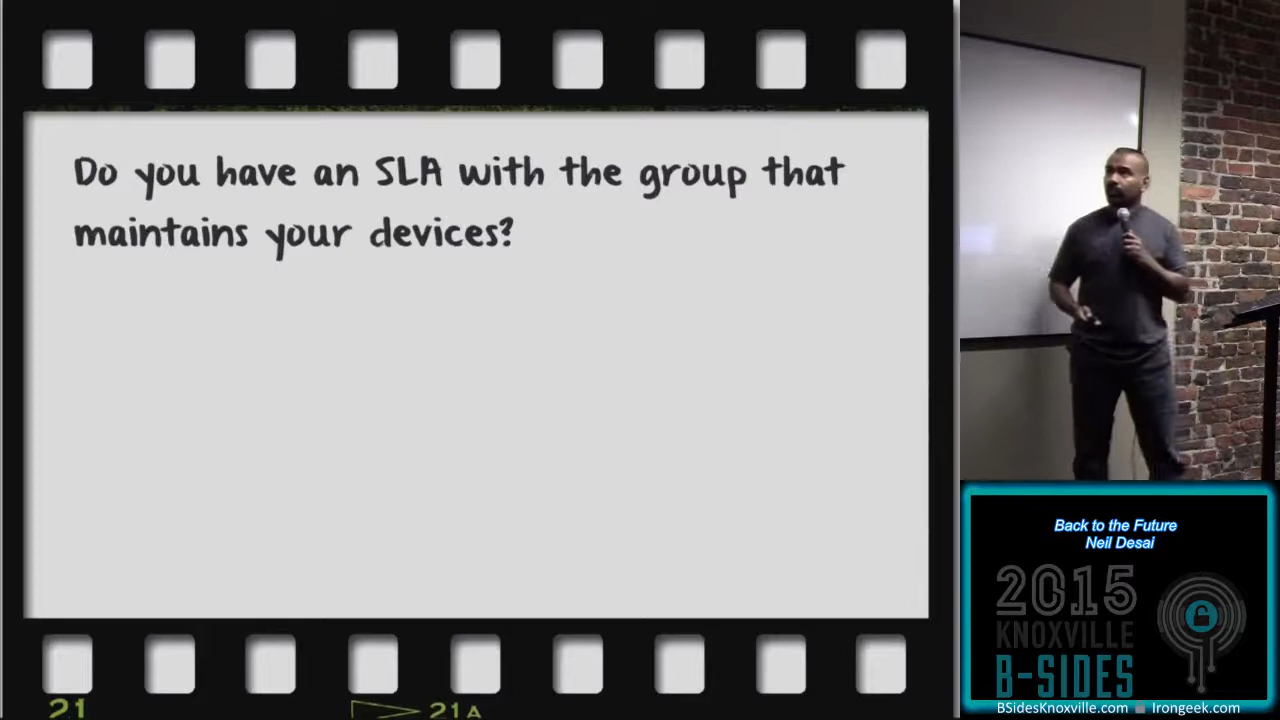 Do you have an SLA with the group that
maintains your devices?
21
21A
Back to the Future
Neil Desai
2015
KNOXVILLE
B-SIDES
BSidesKnoxville.com Irongeek.com